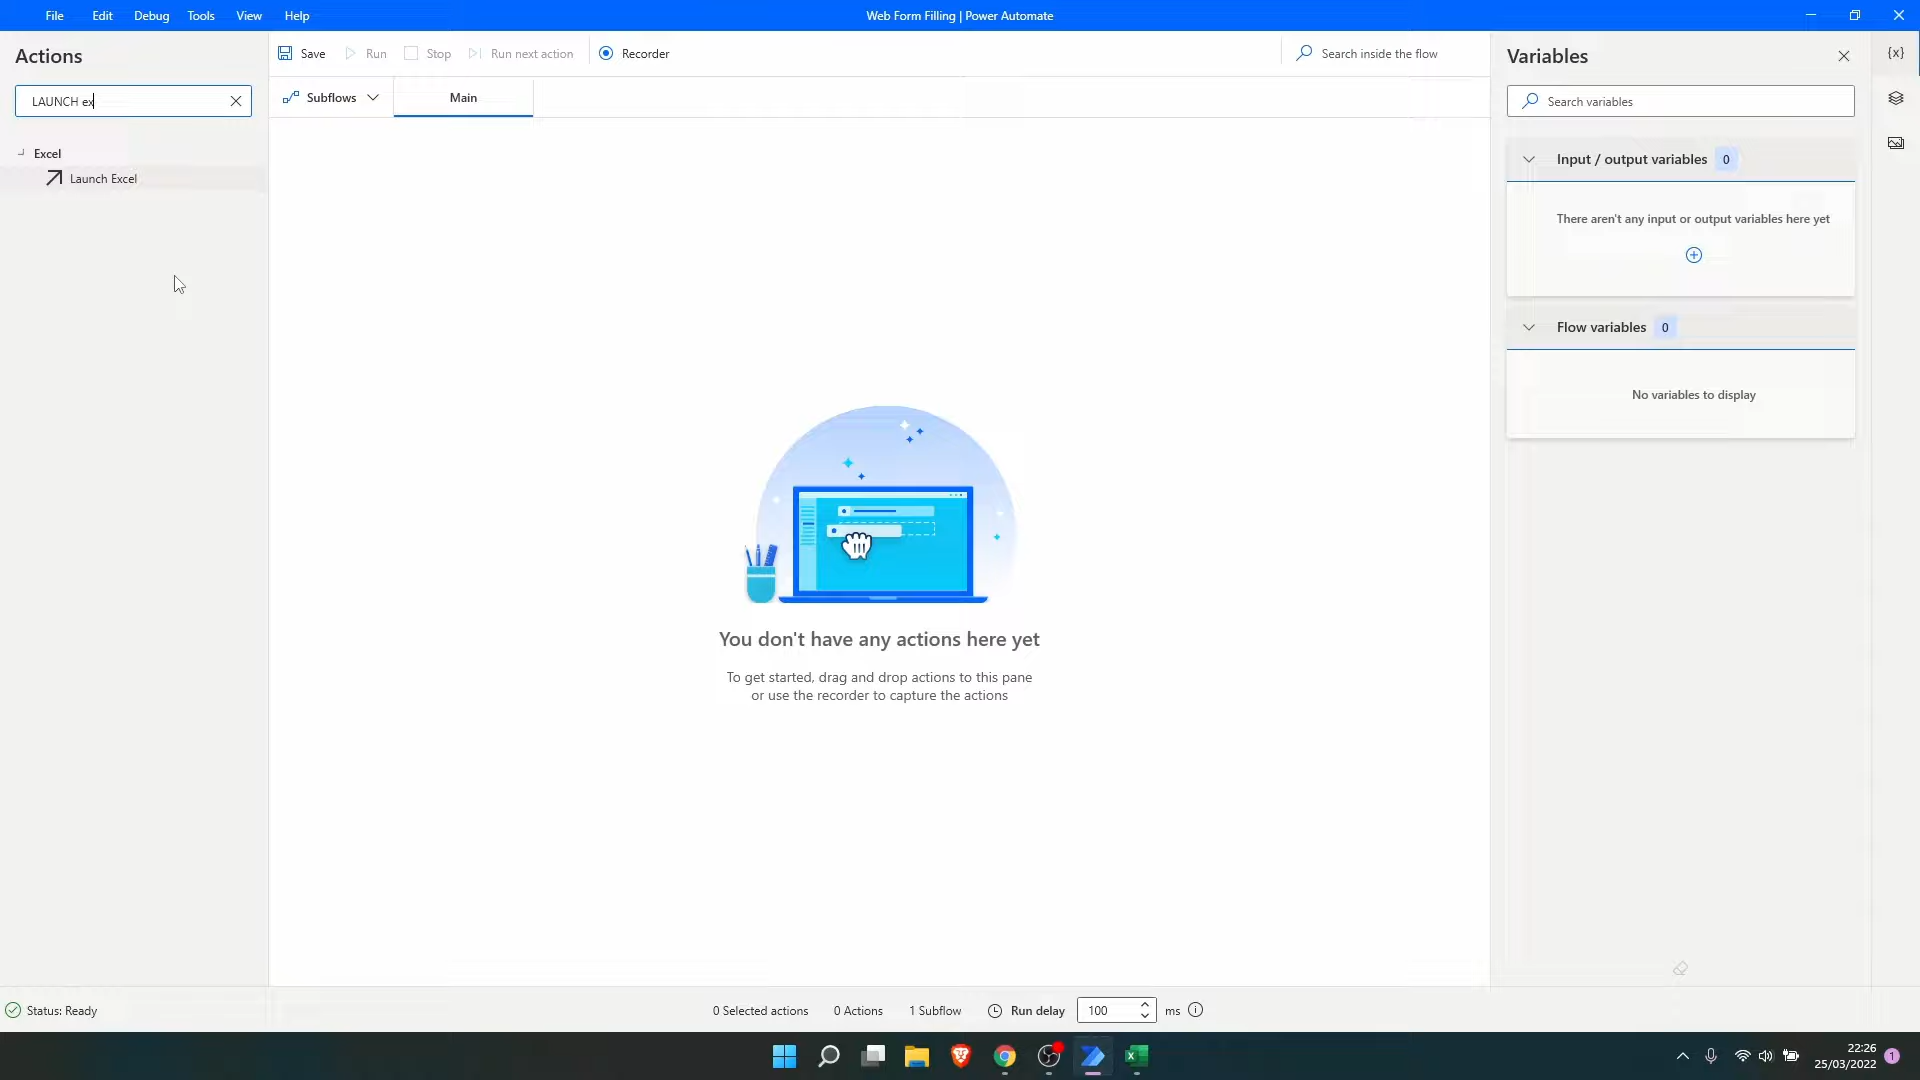 File Edit Debug Tools View Help
Web Form Filling | Power Automate
Actions
LAUNCH ex
Excel
Launch Excel
Save Run Stop Run next action Recorder
Search inside the flow
Subflows Main
You don't have any actions here yet
To get started, drag and drop actions to this pane
or use the recorder to capture the actions
Variables
{x}
Search variables
Input / output variables 0
There aren't any input or output variables here yet
Flow variables 0
No variables to display
Status: Ready
0 Selected actions 0 Actions 1 Subflow Run delay 100 ms
22:26
25/03/2022
1